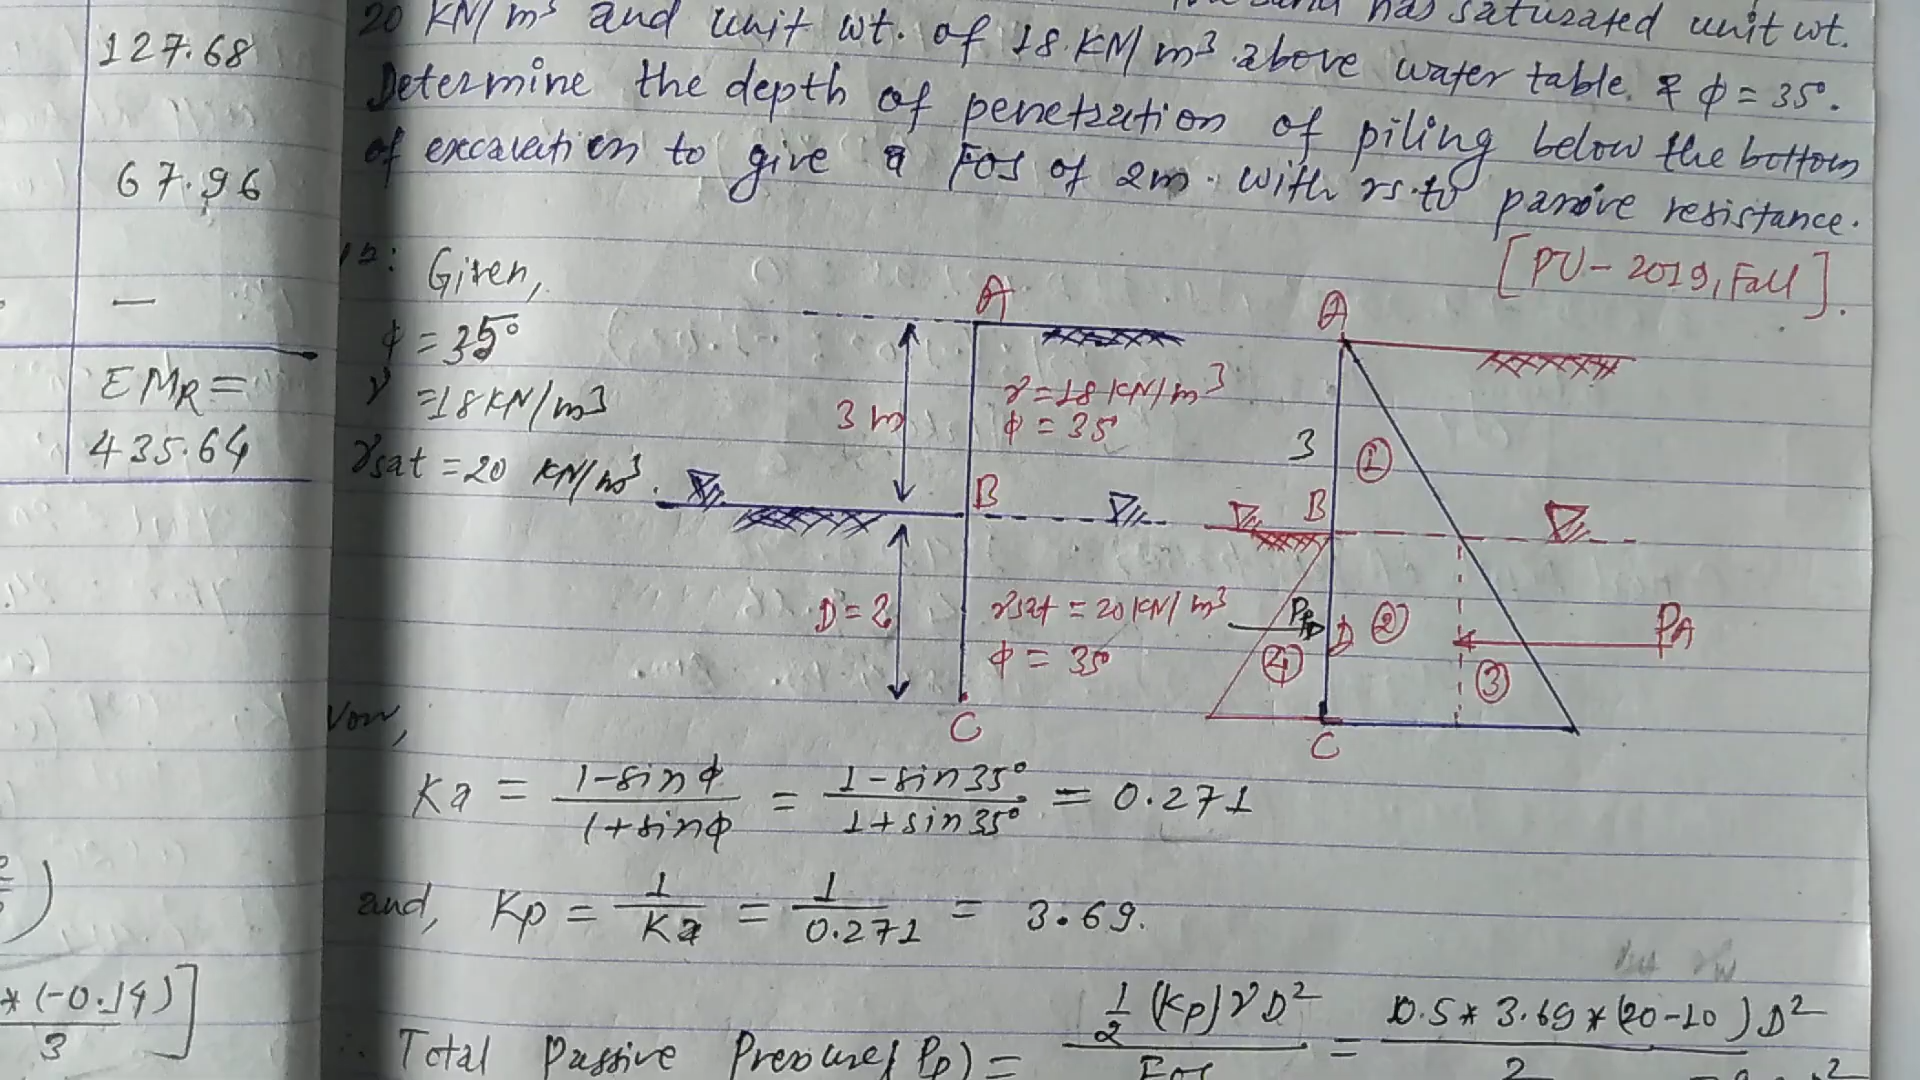 127.68
67.96
—
EMR =
435.64
* (-0.14)]
3
20 KN/m³ and unit wt. of 18 KN/m³ above water table. & φ = 35°.
has saturated unit wt.
Determine the depth of penetration of piling below the bottom
of excavation to give a FOS of 2m. with rs. to passive resistance.
[PU - 2019, Fall].
Given,
φ = 35°
γ = 18 KN/m³
γsat = 20 KN/m³.
A
3 m
γ = 18 KN/m³
φ = 35
B
D = ?
γsat = 20 KN/m³
φ = 35°
C
A
3
①
B
Pp
D
②
PA
④
③
C
Now,
Ka = 1-sinφ / 1+sinφ = 1-sin35° / 1+sin35° = 0.271
and, Kp = 1 / Ka = 1 / 0.271 = 3.69.
∴ Total Passive Pressure(Pp) = ½ (Kp) γ D² / FOS = 0.5 * 3.69 * (20-10) D² / 2